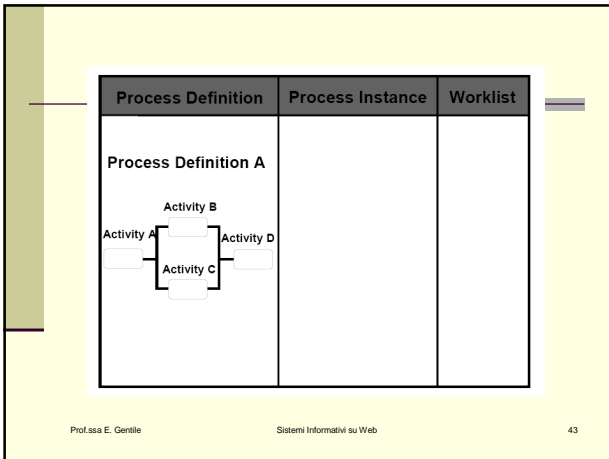 Process Definition Process Instance Worklist
Process Definition A
Activity B
Activity A
Activity D
Activity C
Prof.ssa E. Gentile Sistemi Informativi su Web 43